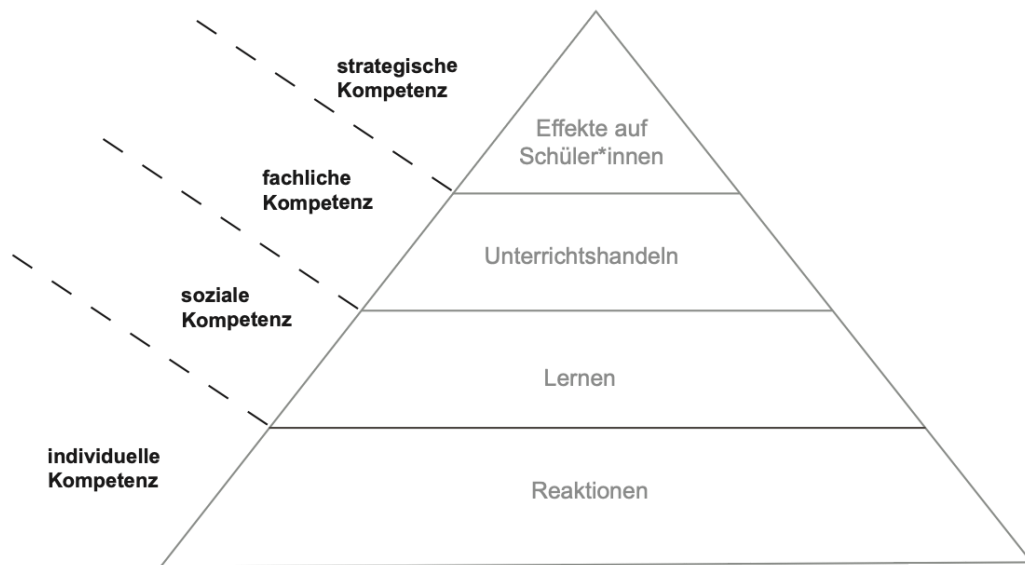 strategische
Kompetenz
Effekte auf
Schüler*innen
fachliche
Kompetenz
Unterrichtshandeln
soziale
Kompetenz
Lernen
individuelle
Kompetenz
Reaktionen